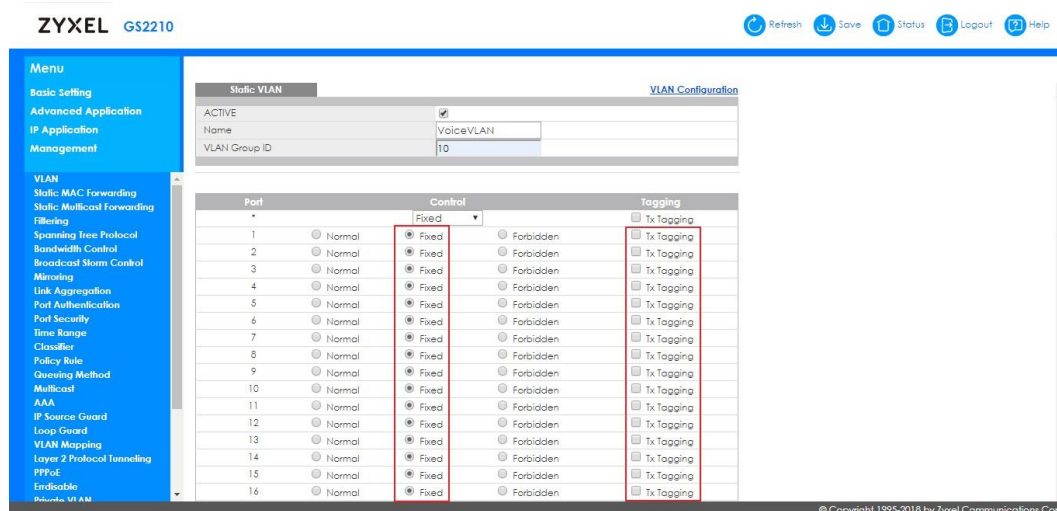 ZYXEL GS2210
Refresh Save Status Logout Help
Menu
Basic Setting
Advanced Application
IP Application
Management
VLAN
Static MAC Forwarding
Static Multicast Forwarding
Filtering
Spanning Tree Protocol
Bandwidth Control
Broadcast Storm Control
Mirroring
Link Aggregation
Port Authentication
Port Security
Time Range
Classifier
Policy Rule
Queuing Method
Multicast
AAA
IP Source Guard
Loop Guard
VLAN Mapping
Layer 2 Protocol Tunneling
PPPoE
Errdisable
Private VLAN
Static VLAN VLAN Configuration
ACTIVE
Name VoiceVLAN
VLAN Group ID 10
Port Control Tagging
* Fixed Tx Tagging
1 Normal Fixed Forbidden Tx Tagging
2 Normal Fixed Forbidden Tx Tagging
3 Normal Fixed Forbidden Tx Tagging
4 Normal Fixed Forbidden Tx Tagging
5 Normal Fixed Forbidden Tx Tagging
6 Normal Fixed Forbidden Tx Tagging
7 Normal Fixed Forbidden Tx Tagging
8 Normal Fixed Forbidden Tx Tagging
9 Normal Fixed Forbidden Tx Tagging
10 Normal Fixed Forbidden Tx Tagging
11 Normal Fixed Forbidden Tx Tagging
12 Normal Fixed Forbidden Tx Tagging
13 Normal Fixed Forbidden Tx Tagging
14 Normal Fixed Forbidden Tx Tagging
15 Normal Fixed Forbidden Tx Tagging
16 Normal Fixed Forbidden Tx Tagging
© Copyright 1995-2018 by Zyxel Communications Co